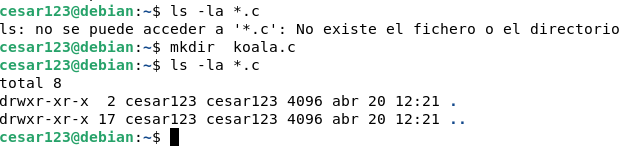 cesar123@debian:~$ ls -la *.c
ls: no se puede acceder a '*.c': No existe el fichero o el directorio
cesar123@debian:~$ mkdir  koala.c
cesar123@debian:~$ ls -la *.c
total 8
drwxr-xr-x  2 cesar123 cesar123 4096 abr 20 12:21 .
drwxr-xr-x 17 cesar123 cesar123 4096 abr 20 12:21 ..
cesar123@debian:~$